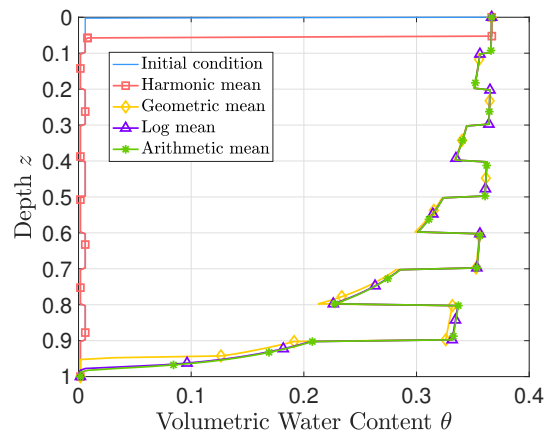 0
0.1
0.2
0.3
0.4
0.5
0.6
0.7
0.8
0.9
1
Depth z
Initial condition
Harmonic mean
Geometric mean
Log mean
Arithmetic mean
0 0.1 0.2 0.3 0.4
Volumetric Water Content θ